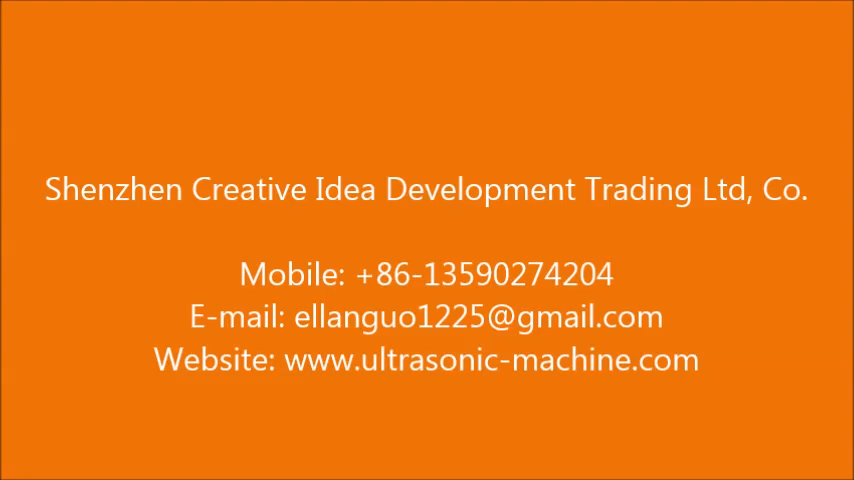 Shenzhen Creative Idea Development Trading Ltd, Co.
Mobile: +86-13590274204
E-mail: ellanguo1225@gmail.com
Website: www.ultrasonic-machine.com